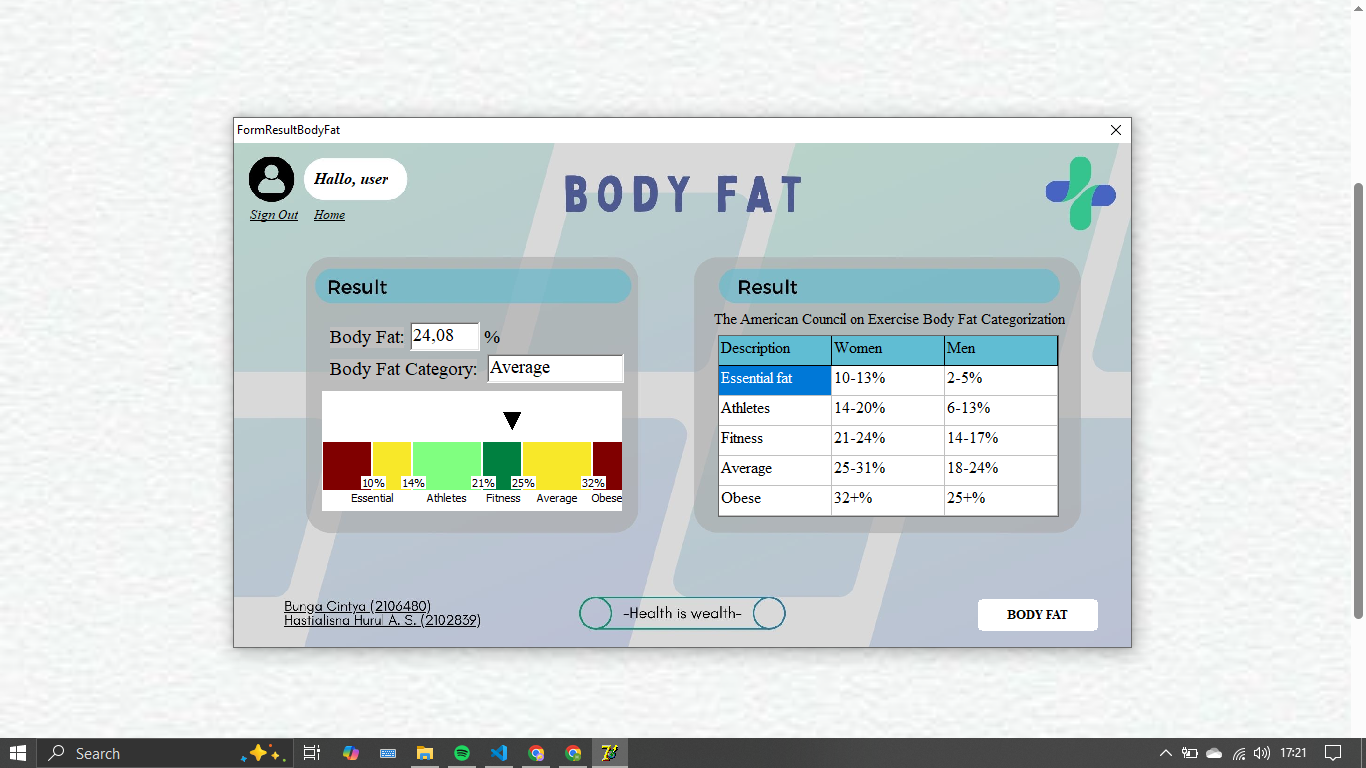 FormResultBodyFat
Hallo, user
BODY FAT
Sign Out Home
Result
Body Fat: 24,08 %
Body Fat Category: Average
10% 14% 21% 25% 32%
Essential Athletes Fitness Average Obese
Result
The American Council on Exercise Body Fat Categorization
Description Women Men
Essential fat 10-13% 2-5%
Athletes 14-20% 6-13%
Fitness 21-24% 14-17%
Average 25-31% 18-24%
Obese 32+% 25+%
Bunga Cintya (2106480)
Hastialisna Hurul A. S. (2102839)
-Health is wealth-
BODY FAT
Search
17:21